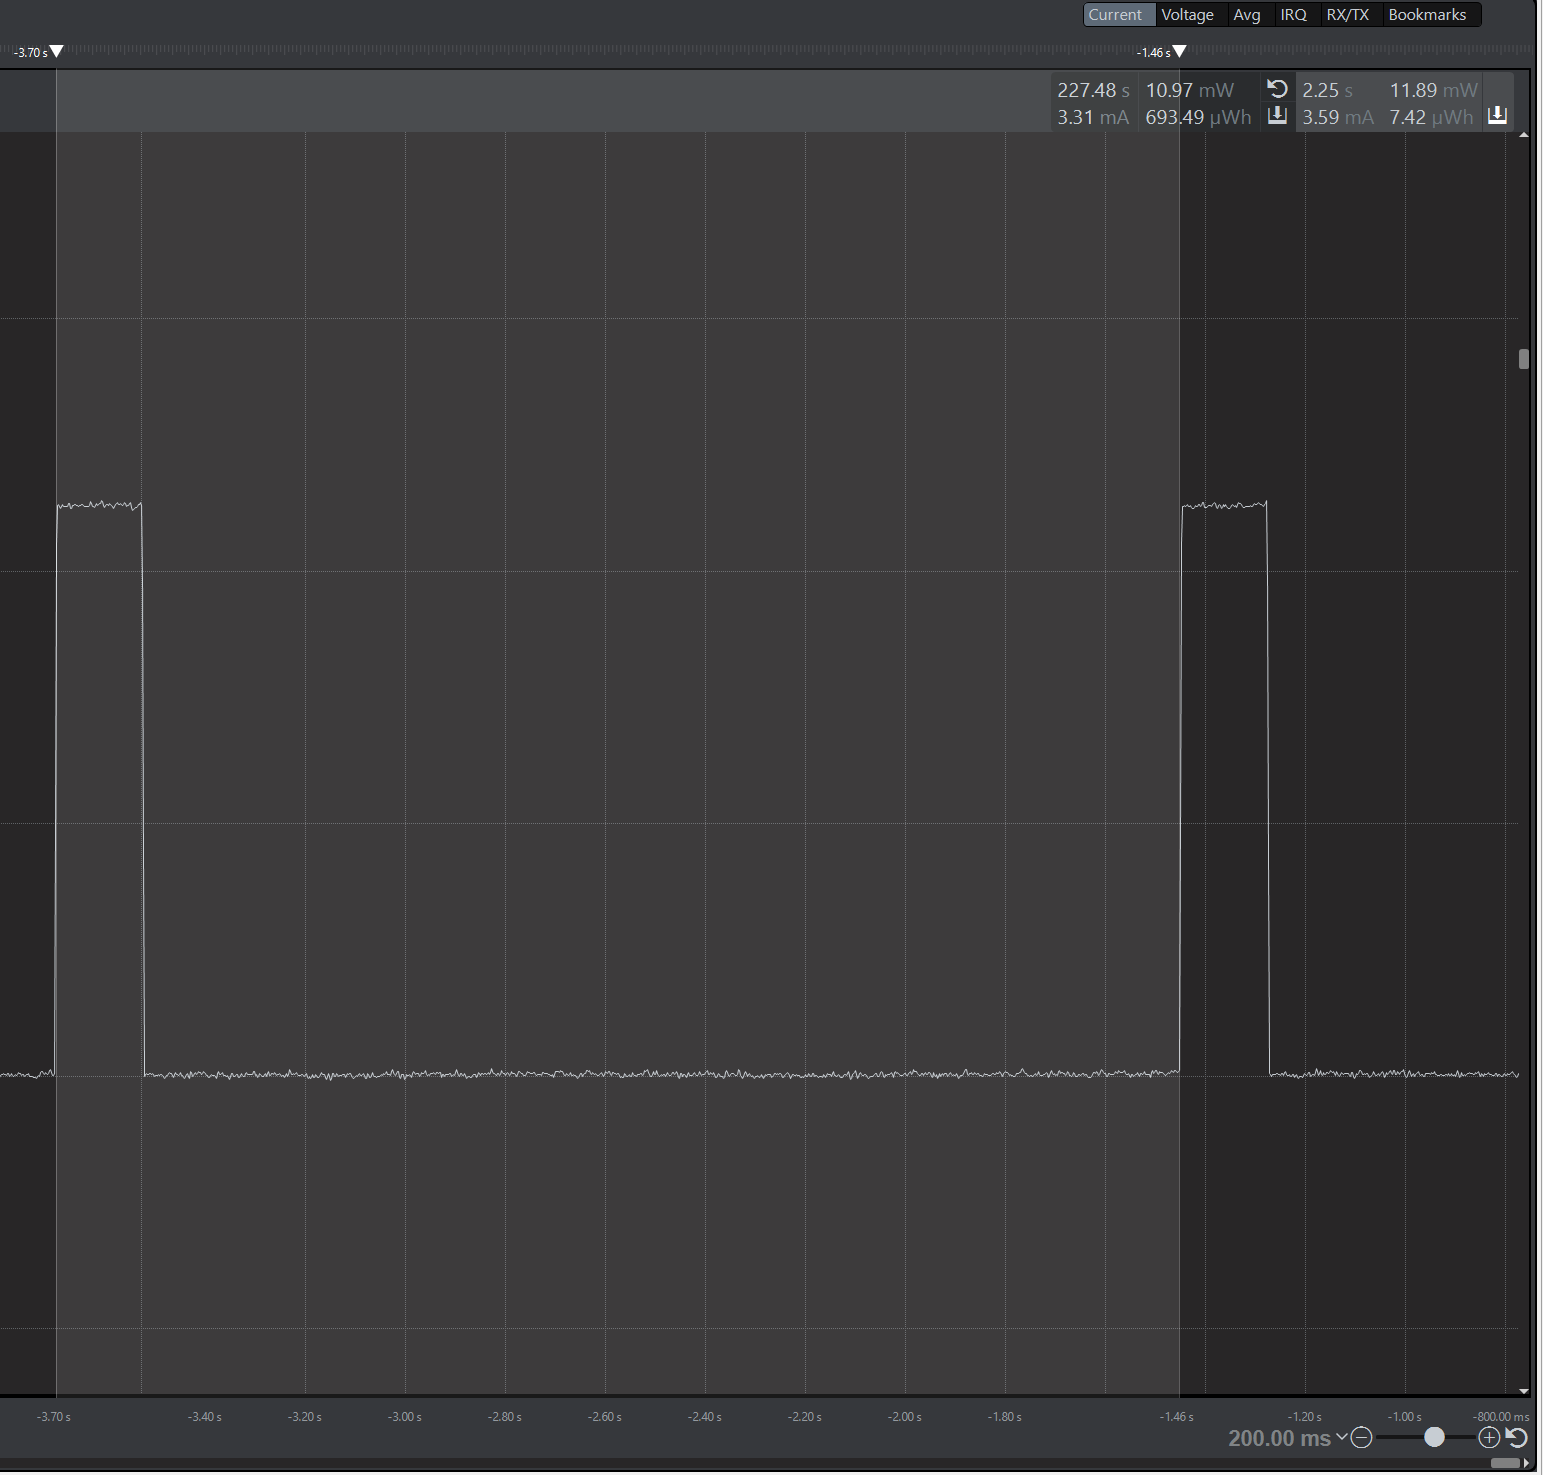 Current Voltage Avg IRQ RX/TX Bookmarks
-3.70 s -1.46 s
227.48 s 10.97 mW 2.25 s 11.89 mW
3.31 mA 693.49 µWh 3.59 mA 7.42 µWh
-3.70 s -3.40 s -3.20 s -3.00 s -2.80 s -2.60 s -2.40 s -2.20 s -2.00 s -1.80 s -1.46 s -1.20 s -1.00 s -800.00 ms
200.00 ms